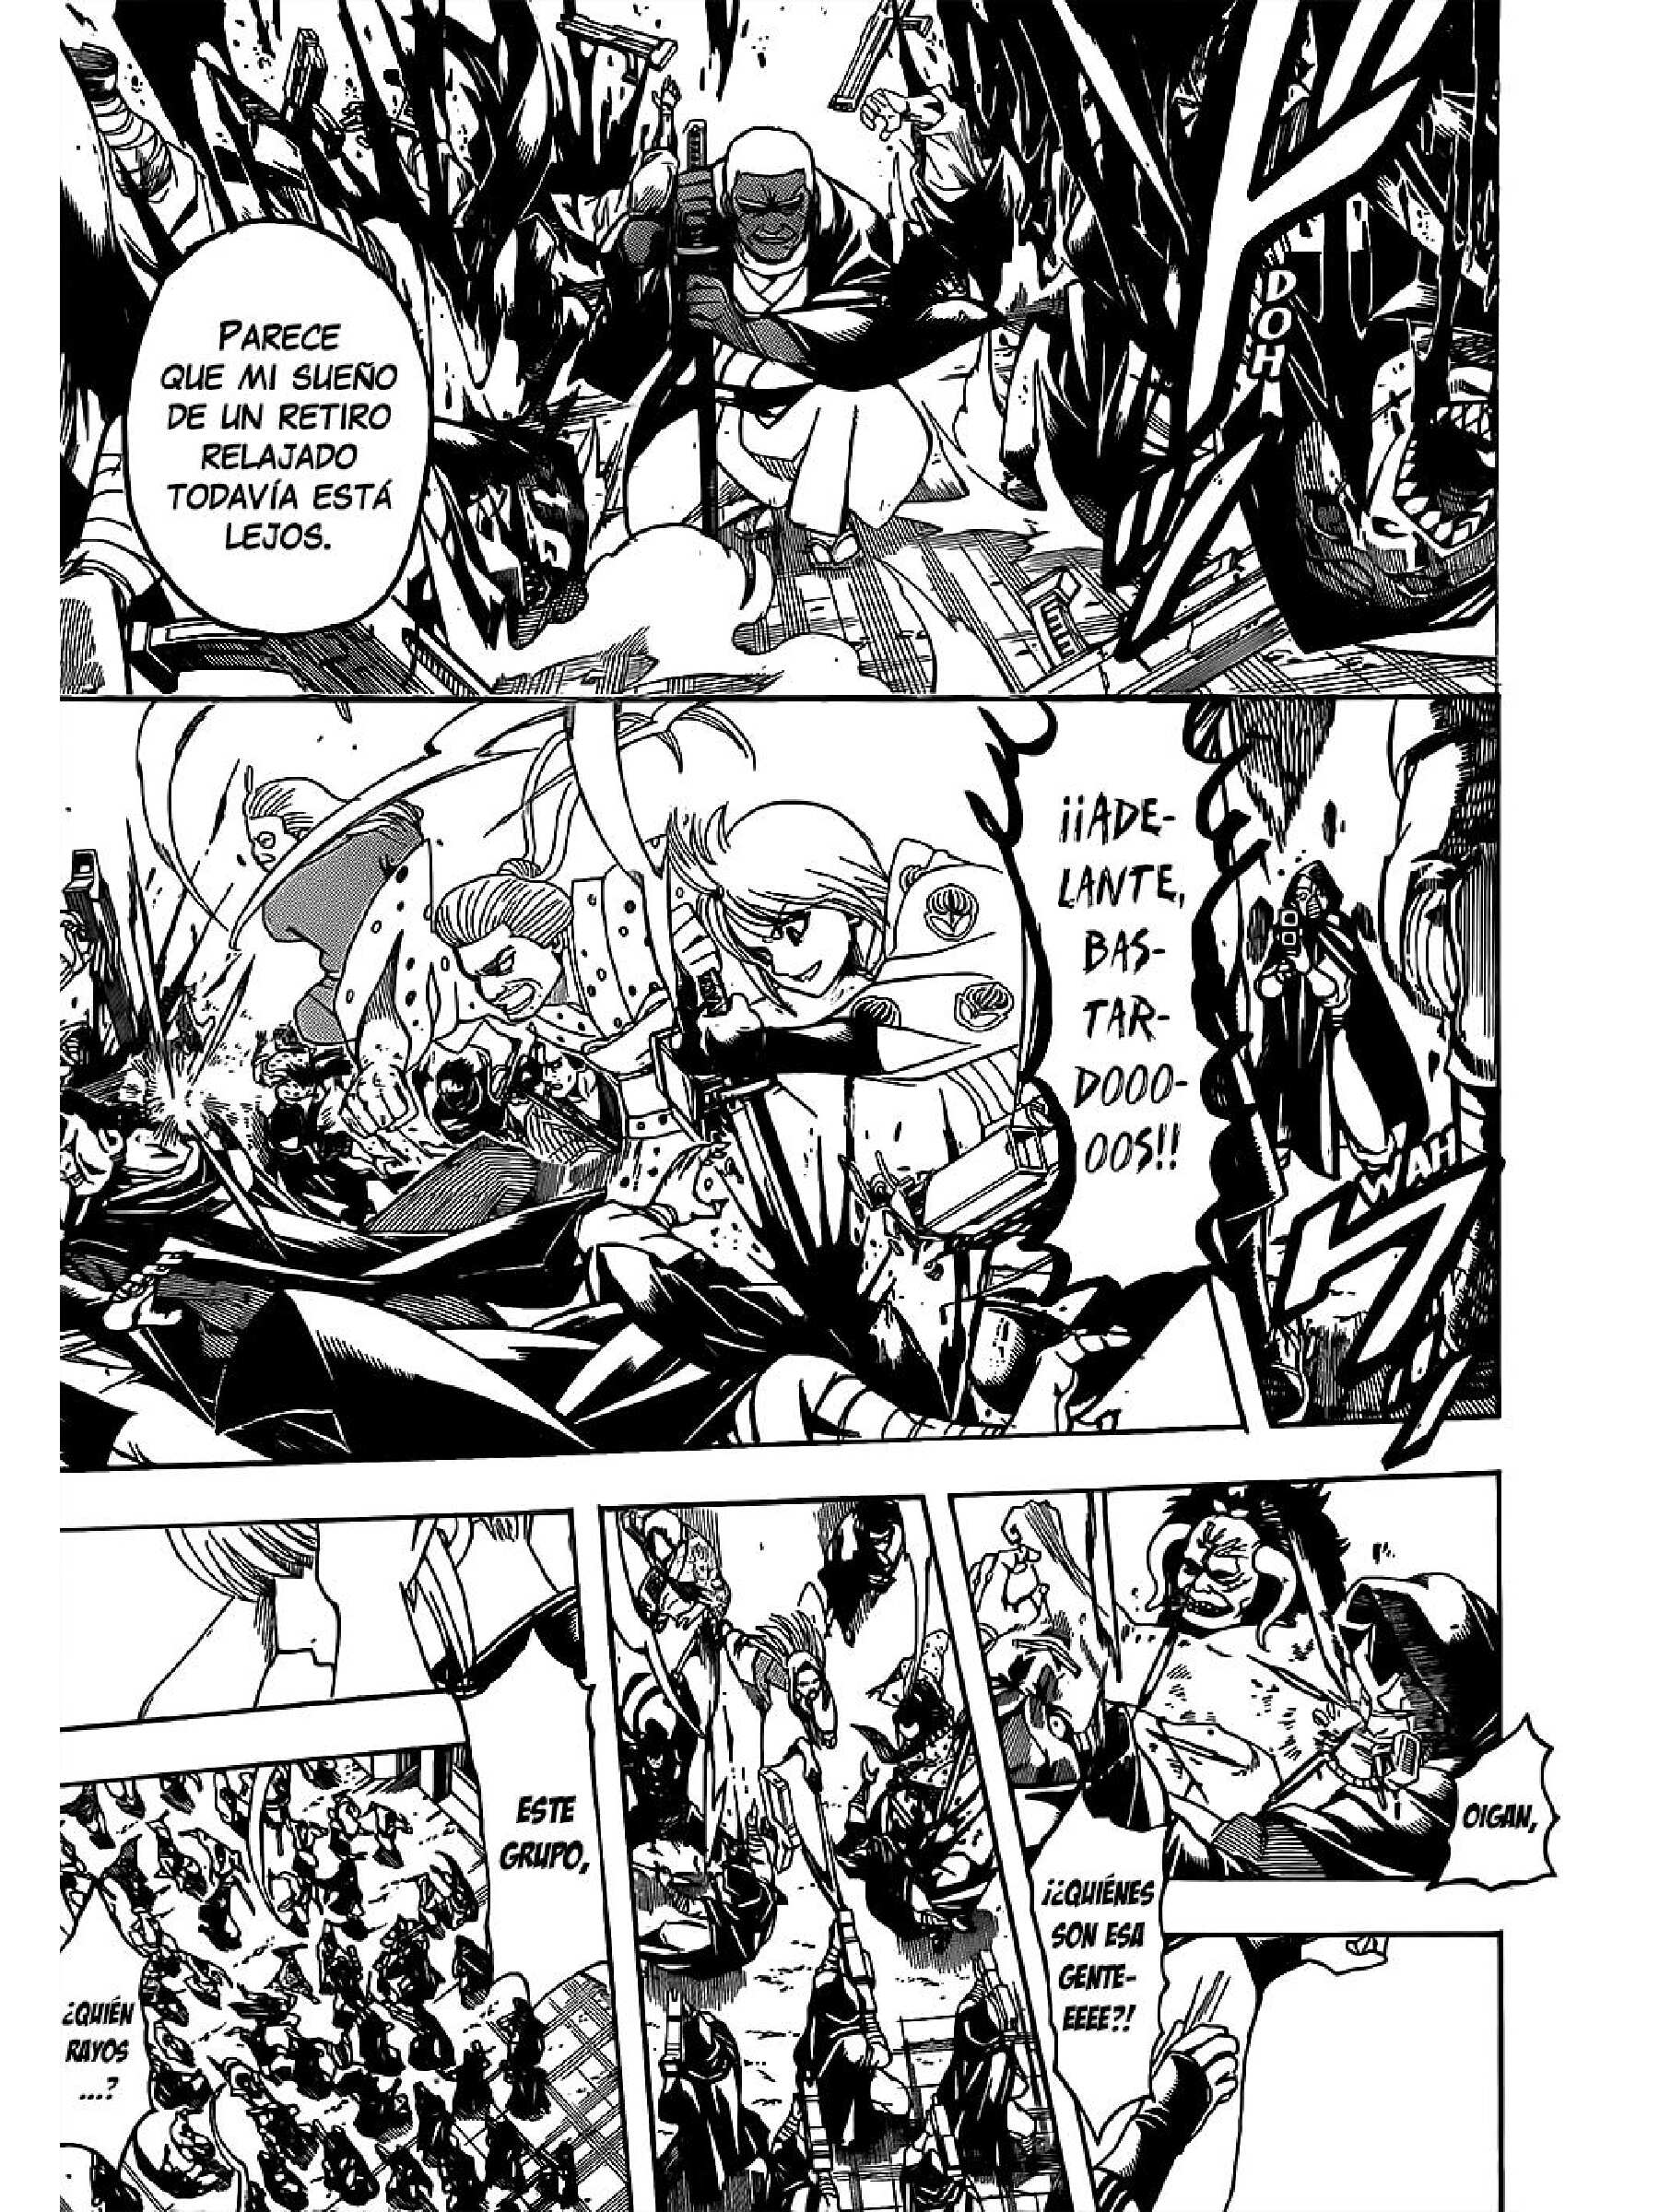 DOH
PARECE
QUE MI SUEÑO
DE UN RETIRO
RELAJADO
TODAVÍA ESTÁ
LEJOS.
WAH
ワ
¡¡ADE-
LANTE,
BAS-
TAR-
DOOO-
OOS!!
OIGAN,
¡¿QUIÉNES
SON ESA
GENTE-
EEEE?!
ESTE
GRUPO,
¿QUIÉN
RAYOS
...?